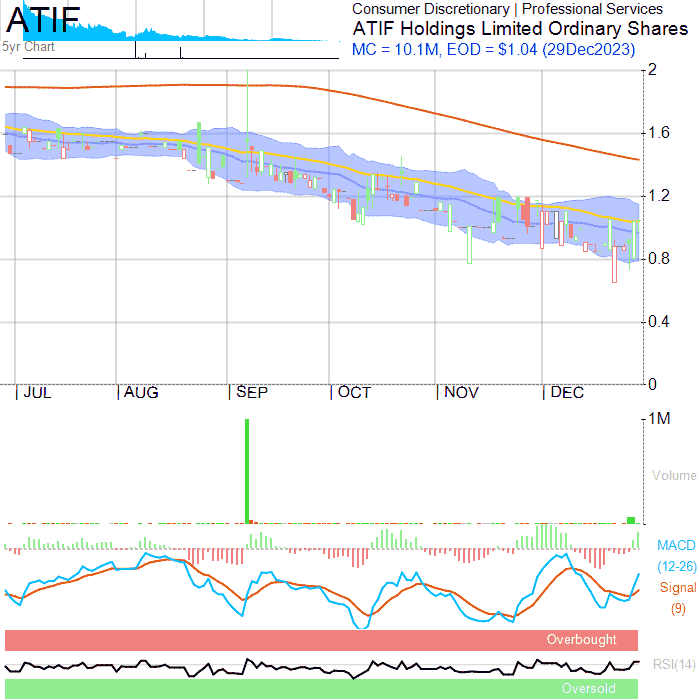 ATIF
5yr Chart
Consumer Discretionary | Professional Services
ATIF Holdings Limited Ordinary Shares
MC = 10.1M, EOD = $1.04 (29Dec2023)
2
1.6
1.2
0.8
0.4
0
JUL AUG SEP OCT NOV DEC
1M
Volume
MACD
(12-26)
Signal
(9)
Overbought
RSI(14)
Oversold